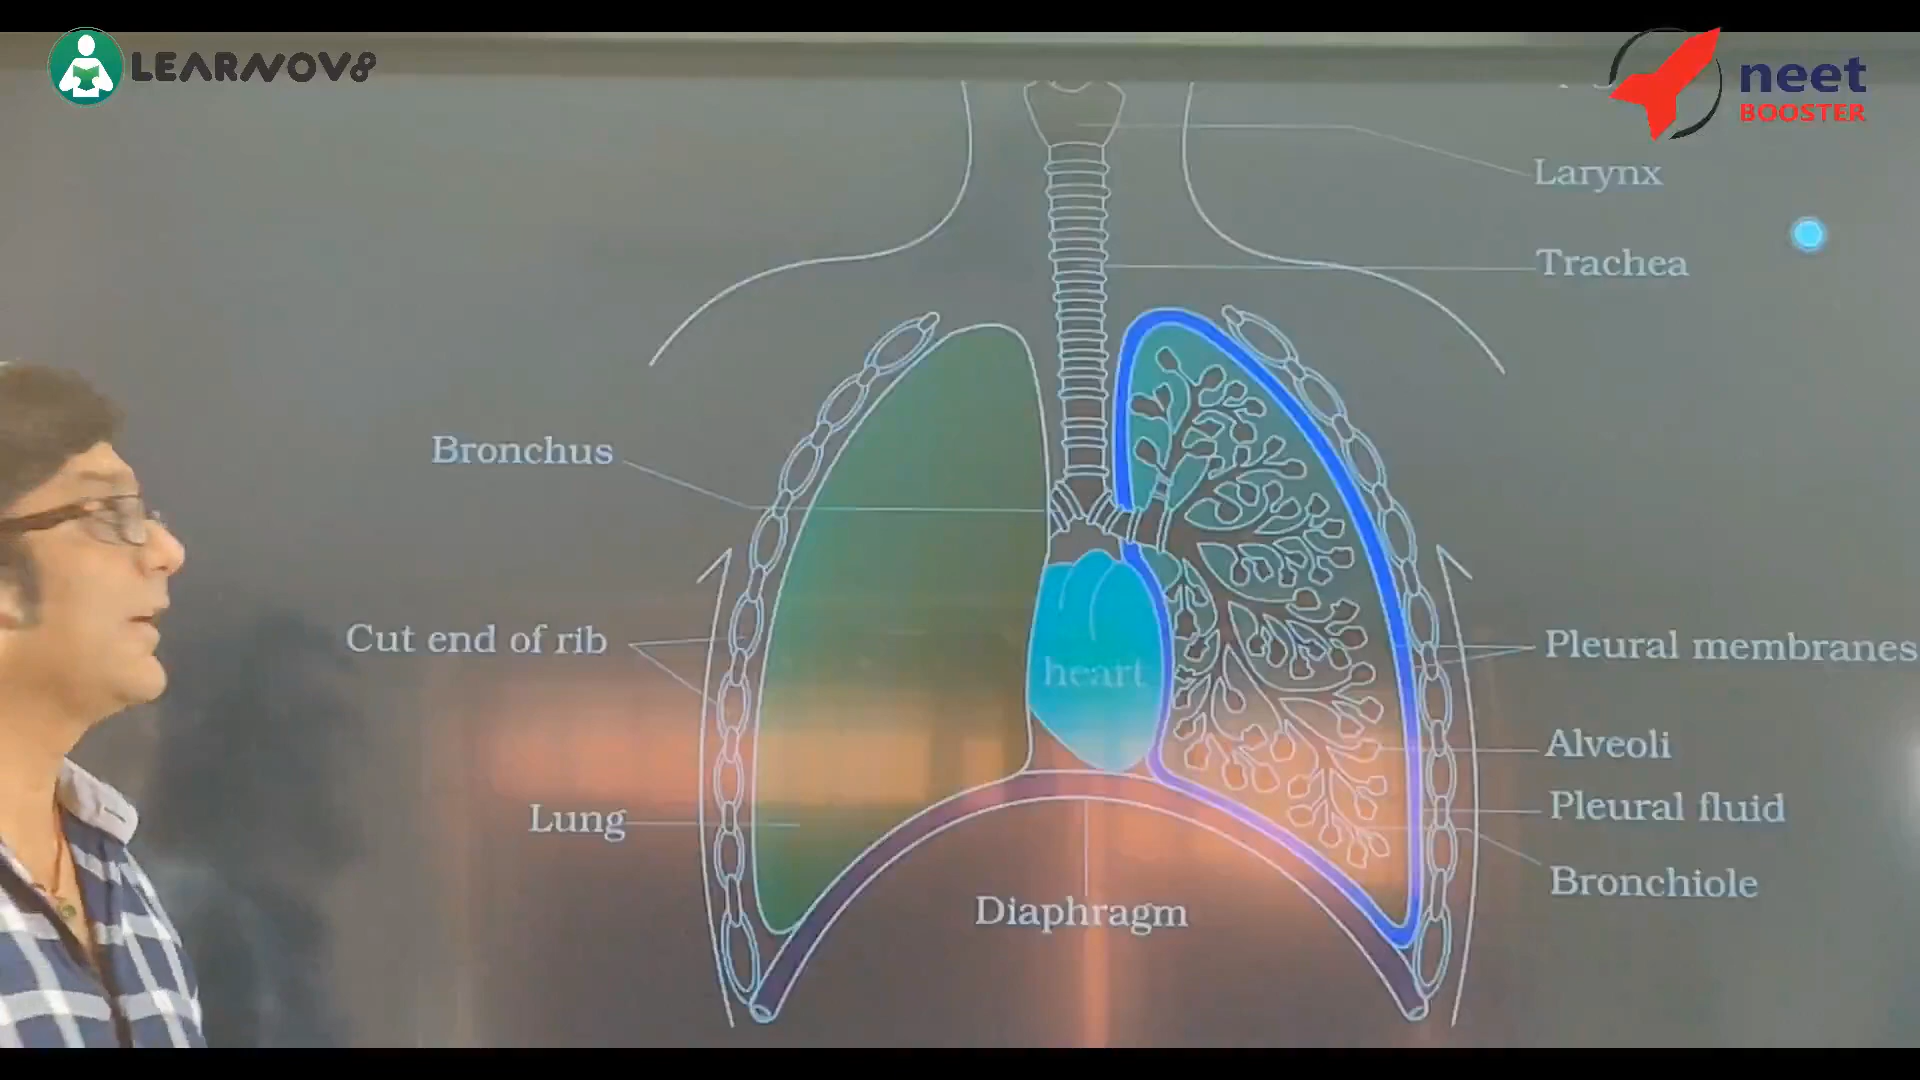 LEARNOV8
neet
BOOSTER
Larynx
Trachea
Bronchus
Cut end of rib
heart
Pleural membranes
Alveoli
Lung
Pleural fluid
Bronchiole
Diaphragm